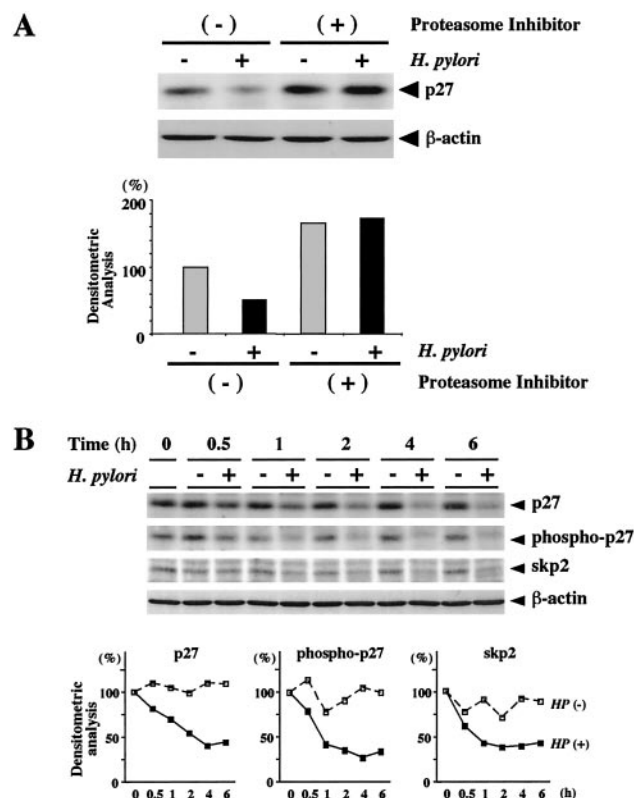 A
( - ) ( + ) Proteasome Inhibitor
- + - + H. pylori
p27
β-actin
(%)
200
100
0
Densitometric
Analysis
- + - + H. pylori
( - ) ( + ) Proteasome Inhibitor
B
Time (h) 0 0.5 1 2 4 6
H. pylori - + - + - + - + - +
p27
phospho-p27
skp2
β-actin
(%) p27 (%) phospho-p27 (%) skp2
100 100 100
50 50 50
0 0 0
Densitometric
analysis
HP (-)
HP (+)
0 0.5 1 2 4 6 0 0.5 1 2 4 6 0 0.5 1 2 4 6 (h)